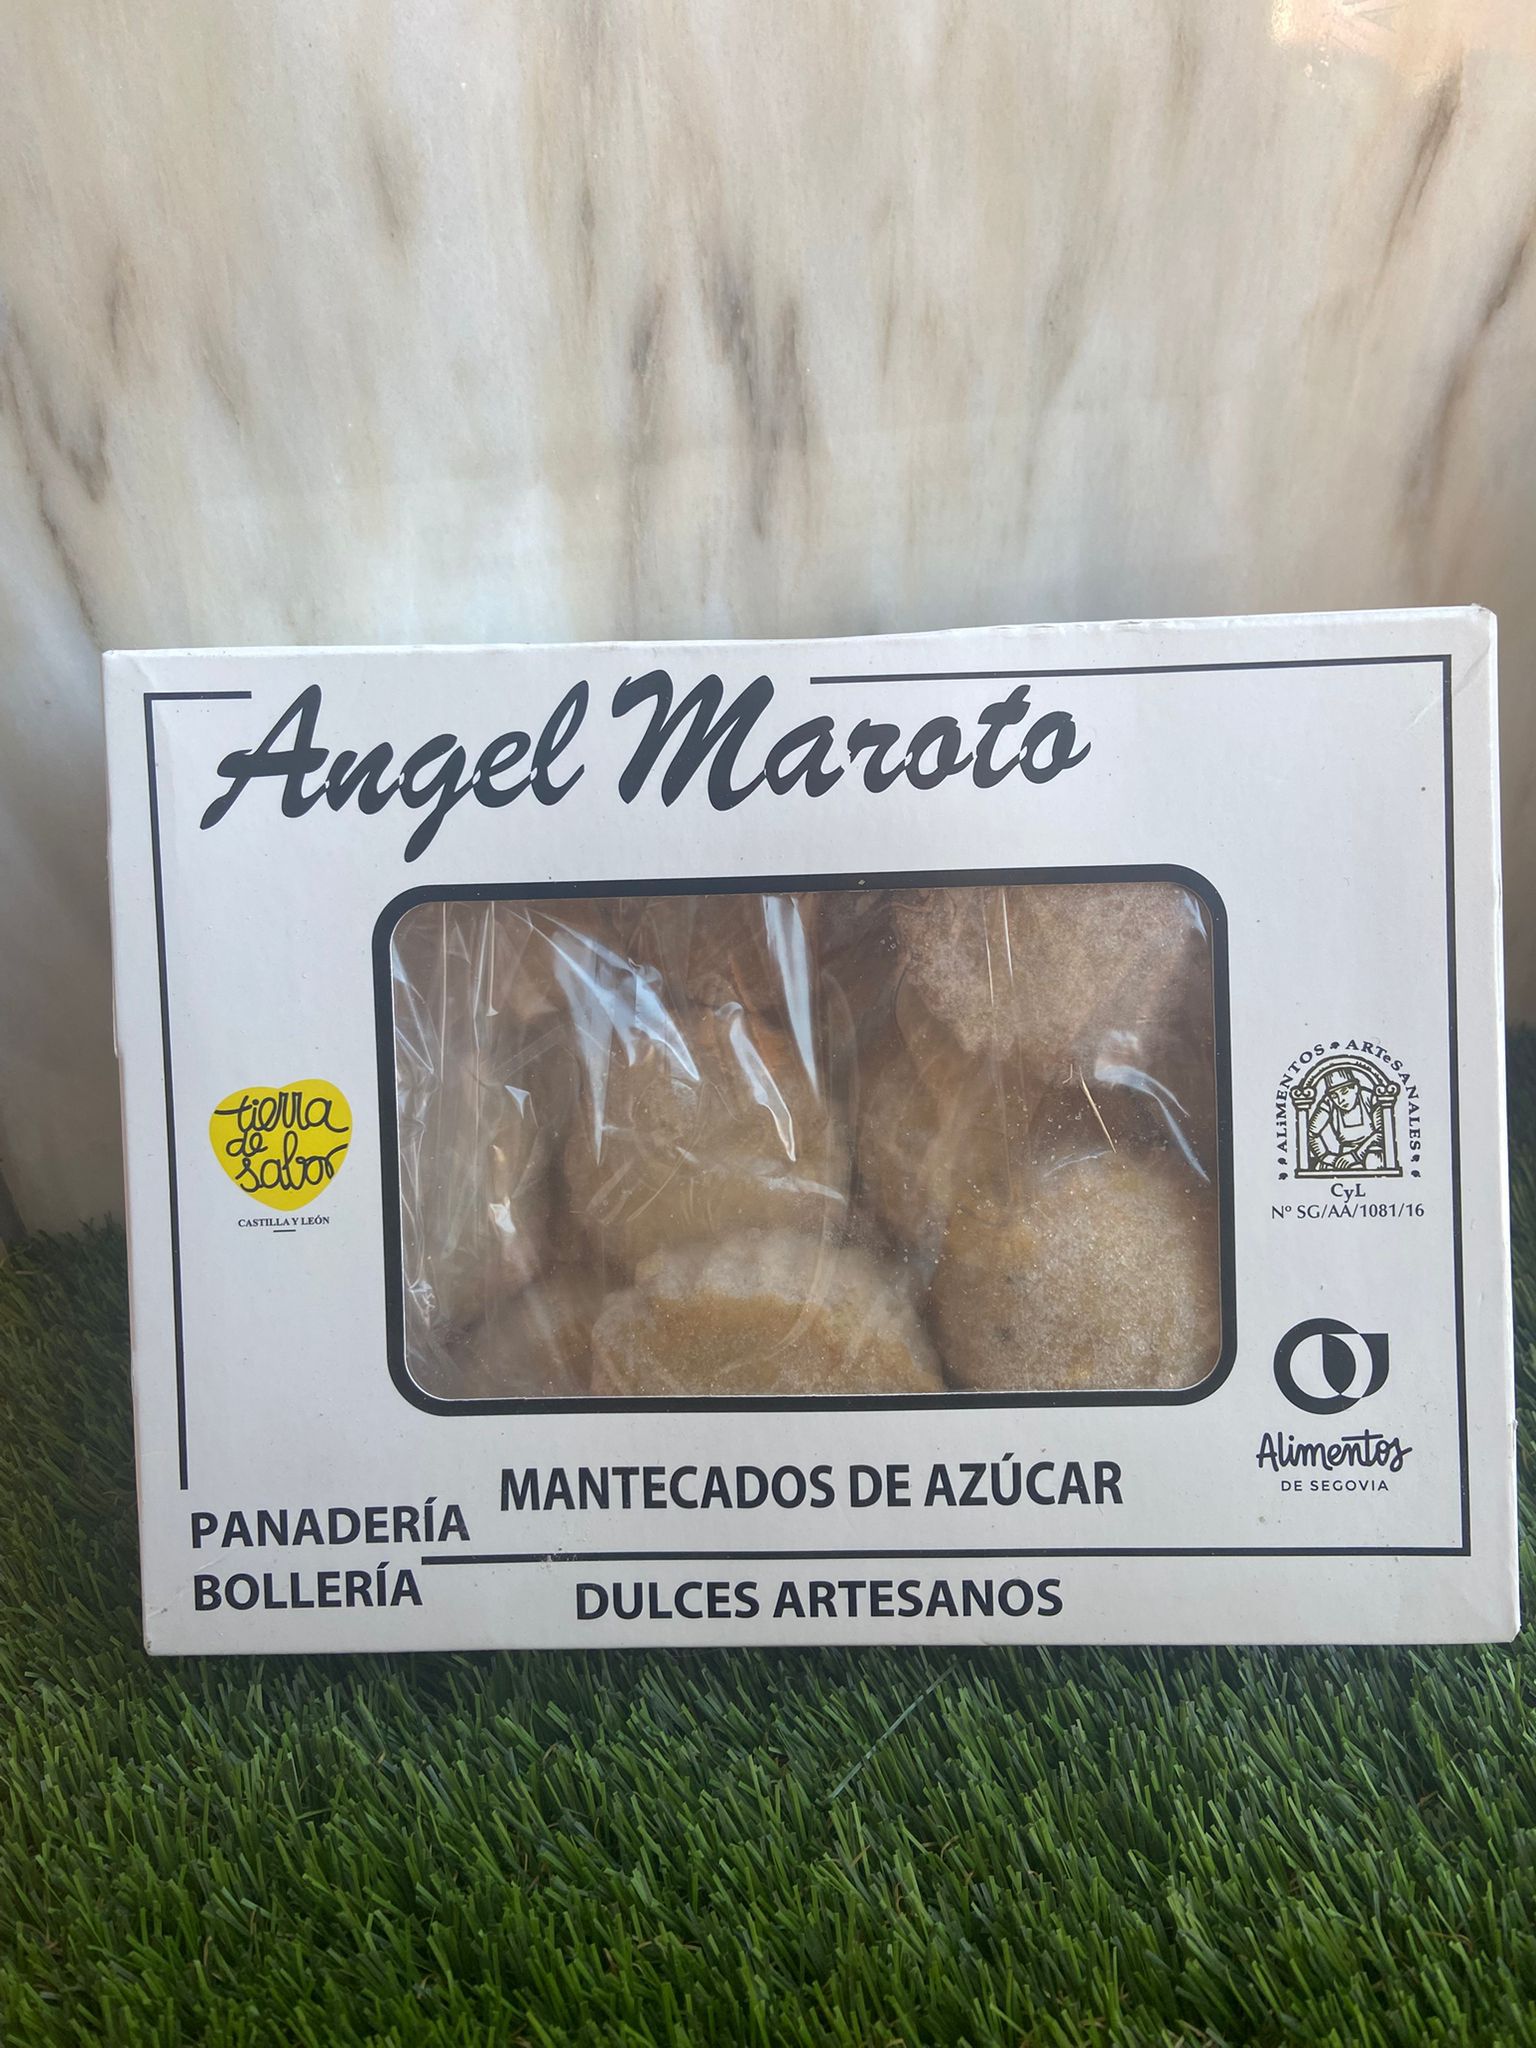 Angel Maroto
tierra
de
sabor
CASTILLA Y LEÓN
ALiMENTOS ARTeSANALES
CyL
Nº SG/AA/1081/16
Alimentos
DE SEGOVIA
MANTECADOS DE AZÚCAR
PANADERÍA
BOLLERÍA
DULCES ARTESANOS